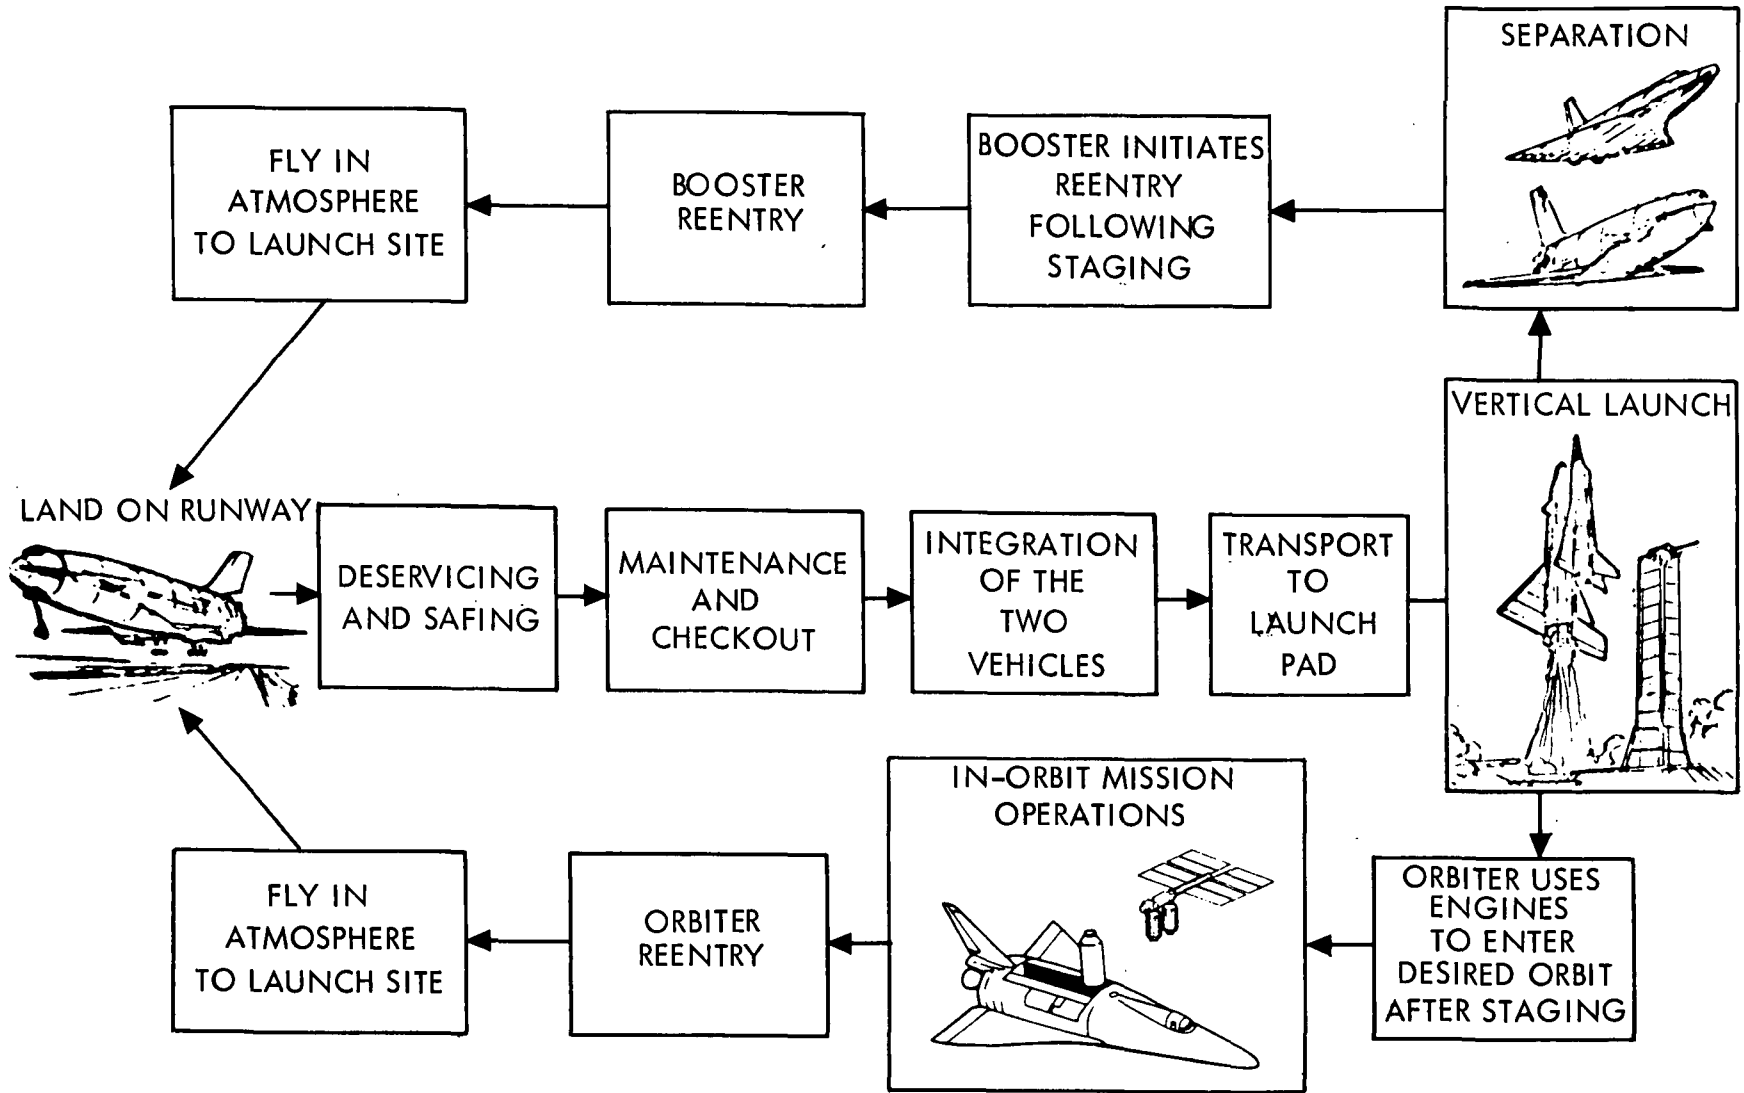 SEPARATION
FLY IN
ATMOSPHERE
TO LAUNCH SITE
BOOSTER
REENTRY
BOOSTER INITIATES
REENTRY
FOLLOWING
STAGING
VERTICAL LAUNCH
LAND ON RUNWAY
DESERVICING
AND SAFING
MAINTENANCE
AND
CHECKOUT
INTEGRATION
OF THE
TWO
VEHICLES
TRANSPORT
TO
LAUNCH
PAD
FLY IN
ATMOSPHERE
TO LAUNCH SITE
ORBITER
REENTRY
IN-ORBIT MISSION
OPERATIONS
ORBITER USES
ENGINES
TO ENTER
DESIRED ORBIT
AFTER STAGING